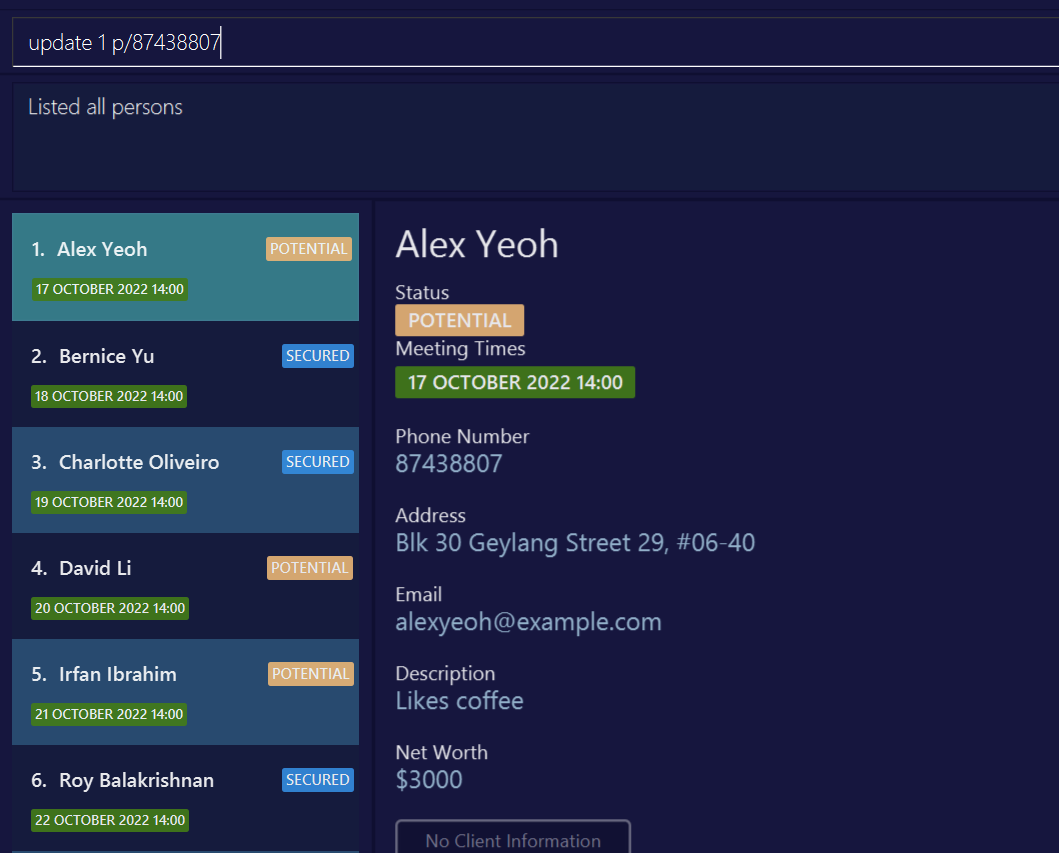 update 1 p/87438807
Listed all persons
1. Alex Yeoh POTENTIAL
17 OCTOBER 2022 14:00
2. Bernice Yu SECURED
18 OCTOBER 2022 14:00
3. Charlotte Oliveiro SECURED
19 OCTOBER 2022 14:00
4. David Li POTENTIAL
20 OCTOBER 2022 14:00
5. Irfan Ibrahim POTENTIAL
21 OCTOBER 2022 14:00
6. Roy Balakrishnan SECURED
22 OCTOBER 2022 14:00
Alex Yeoh
Status
POTENTIAL
Meeting Times
17 OCTOBER 2022 14:00
Phone Number
87438807
Address
Blk 30 Geylang Street 29, #06-40
Email
alexyeoh@example.com
Description
Likes coffee
Net Worth
$3000
No Client Information